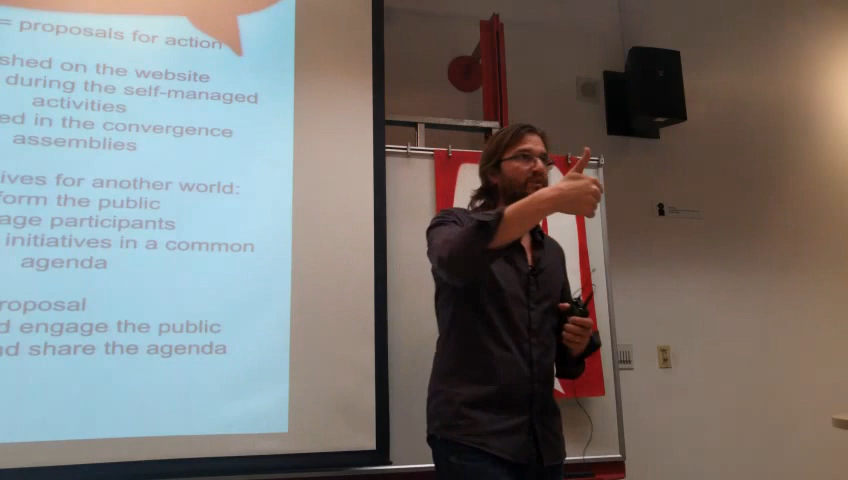 = proposals for action
shed on the website
during the self-managed
activities
ed in the convergence
assemblies
ives for another world:
form the public
age participants
initiatives in a common
agenda
roposal
d engage the public
nd share the agenda